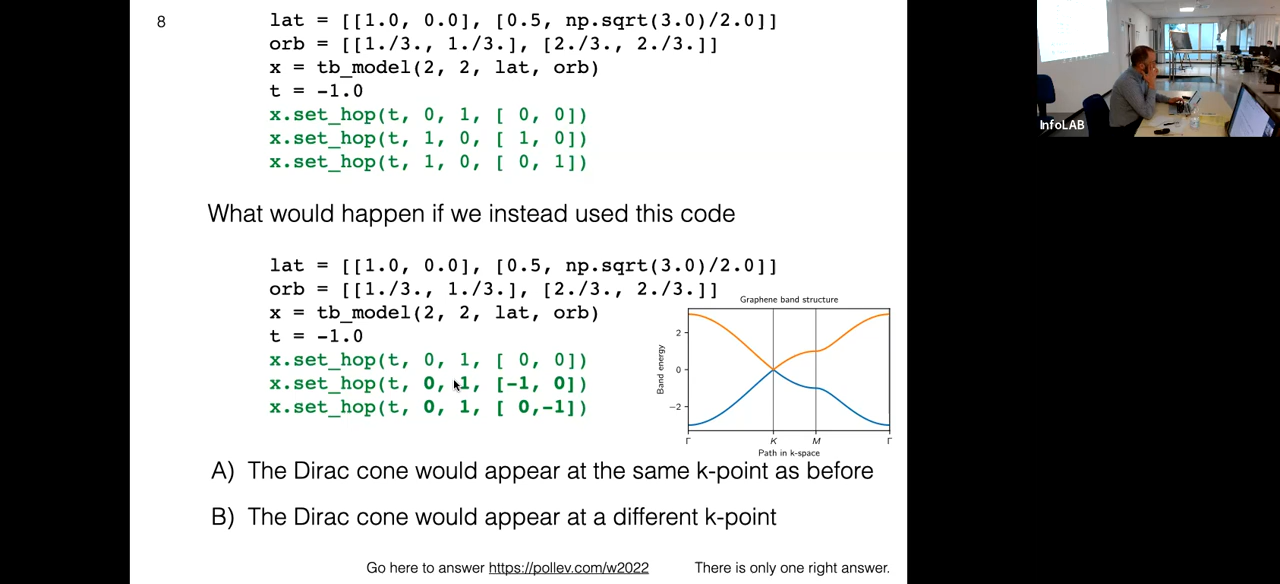 8
lat = [[1.0, 0.0], [0.5, np.sqrt(3.0)/2.0]]
orb = [[1./3., 1./3.], [2./3., 2./3.]]
x = tb_model(2, 2, lat, orb)
t = -1.0
x.set_hop(t, 0, 1, [ 0, 0])
x.set_hop(t, 1, 0, [ 1, 0])
x.set_hop(t, 1, 0, [ 0, 1])
What would happen if we instead used this code
lat = [[1.0, 0.0], [0.5, np.sqrt(3.0)/2.0]]
orb = [[1./3., 1./3.], [2./3., 2./3.]]
x = tb_model(2, 2, lat, orb)
t = -1.0
x.set_hop(t, 0, 1, [ 0, 0])
x.set_hop(t, 0, 1, [-1, 0])
x.set_hop(t, 0, 1, [ 0,-1])
Graphene band structure
Band energy
2
0
−2
Γ K M Γ
Path in k-space
A) The Dirac cone would appear at the same k-point as before
B) The Dirac cone would appear at a different k-point
Go here to answer https://pollev.com/w2022 There is only one right answer.
InfoLAB